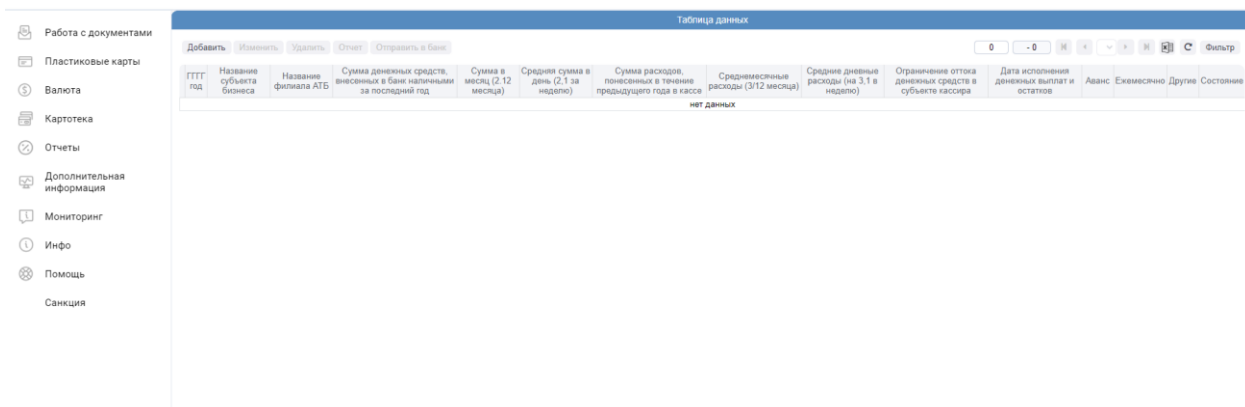 Таблица данных
Работа с документами
Пластиковые карты
Валюта
Картотека
Отчеты
Дополнительная
информация
Мониторинг
Инфо
Помощь
Санкция
Добавить Изменить Удалить Отчет Отправить в банк 0 - 0 Фильтр
ГГГГ
год
Название
субъекта
бизнеса
Название
филиала АТБ
Сумма денежных средств,
внесенных в банк наличными
за последний год
Сумма в
месяц (2.12
месяца)
Средняя сумма в
день (2,1 за
неделю)
Сумма расходов,
понесенных в течение
предыдущего года в кассе
Среднемесячные
расходы (3/12 месяца)
Средние дневные
расходы (на 3,1 в
неделю)
Ограничение оттока
денежных средств в
субъекте кассира
Дата исполнения
денежных выплат и
остатков
Аванс
Ежемесячно
Другие
Состояние
нет данных